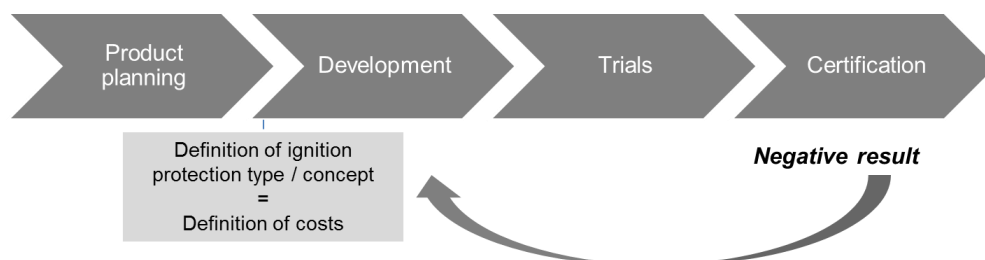 Product
planning
Development
Trials
Certification
Definition of ignition
protection type / concept
=
Definition of costs
Negative result